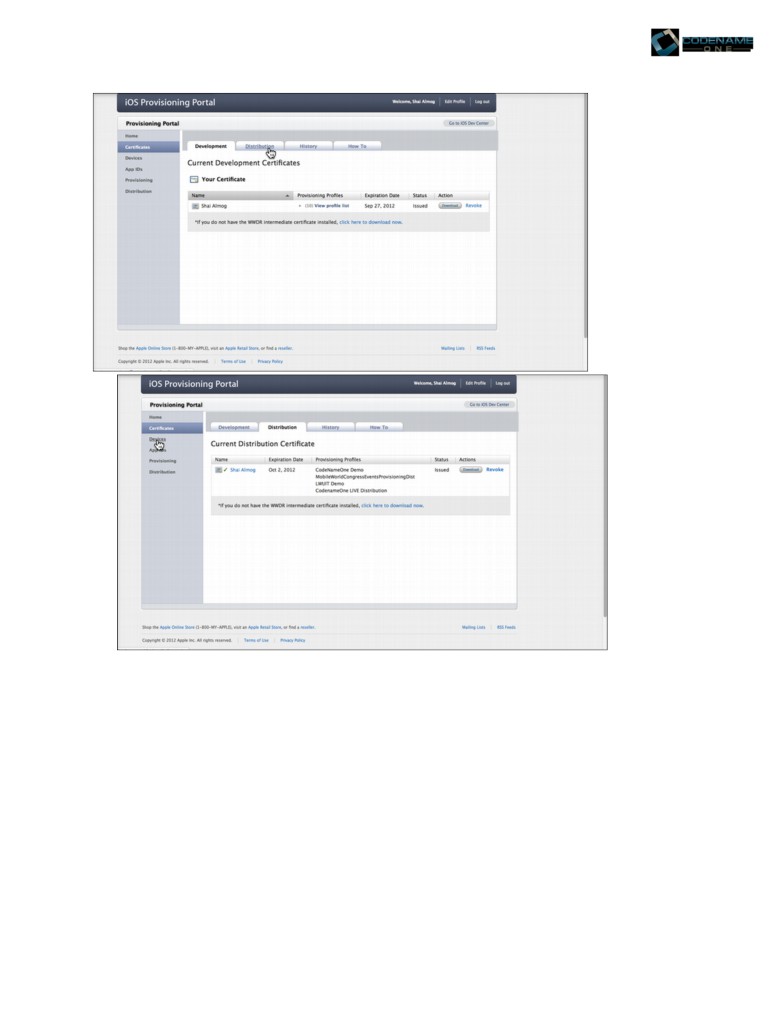 CODENAME
ONE
iOS Provisioning Portal
Welcome, Shai Almog Edit Profile Log out
Provisioning Portal
Go to iOS Dev Center
Home
Certificates
Devices
App IDs
Provisioning
Distribution
Development Distribution History How To
Current Development Certificates
Your Certificate
Name Provisioning Profiles Expiration Date Status Action
Shai Almog View profile list Sep 27, 2012 Issued Download Revoke
*If you do not have the WWDR intermediate certificate installed, click here to download now.
Shop the Apple Online Store (1-800-MY-APPLE), visit an Apple Retail Store, or find a reseller.
Mailing Lists RSS Feeds
Copyright © 2012 Apple Inc. All rights reserved. Terms of Use Privacy Policy
iOS Provisioning Portal
Welcome, Shai Almog Edit Profile Log out
Provisioning Portal
Go to iOS Dev Center
Home
Certificates
Devices
App IDs
Provisioning
Distribution
Development Distribution History How To
Current Distribution Certificate
Name Expiration Date Provisioning Profiles Status Actions
Shai Almog Oct 2, 2012 CodeNameOne Demo Issued Download Revoke
MobileWorldCongressEventsProvisioningDist
LWUIT Demo
CodenameOne LIVE Distribution
*If you do not have the WWDR intermediate certificate installed, click here to download now.
Shop the Apple Online Store (1-800-MY-APPLE), visit an Apple Retail Store, or find a reseller.
Mailing Lists RSS Feeds
Copyright © 2012 Apple Inc. All rights reserved. Terms of Use Privacy Policy